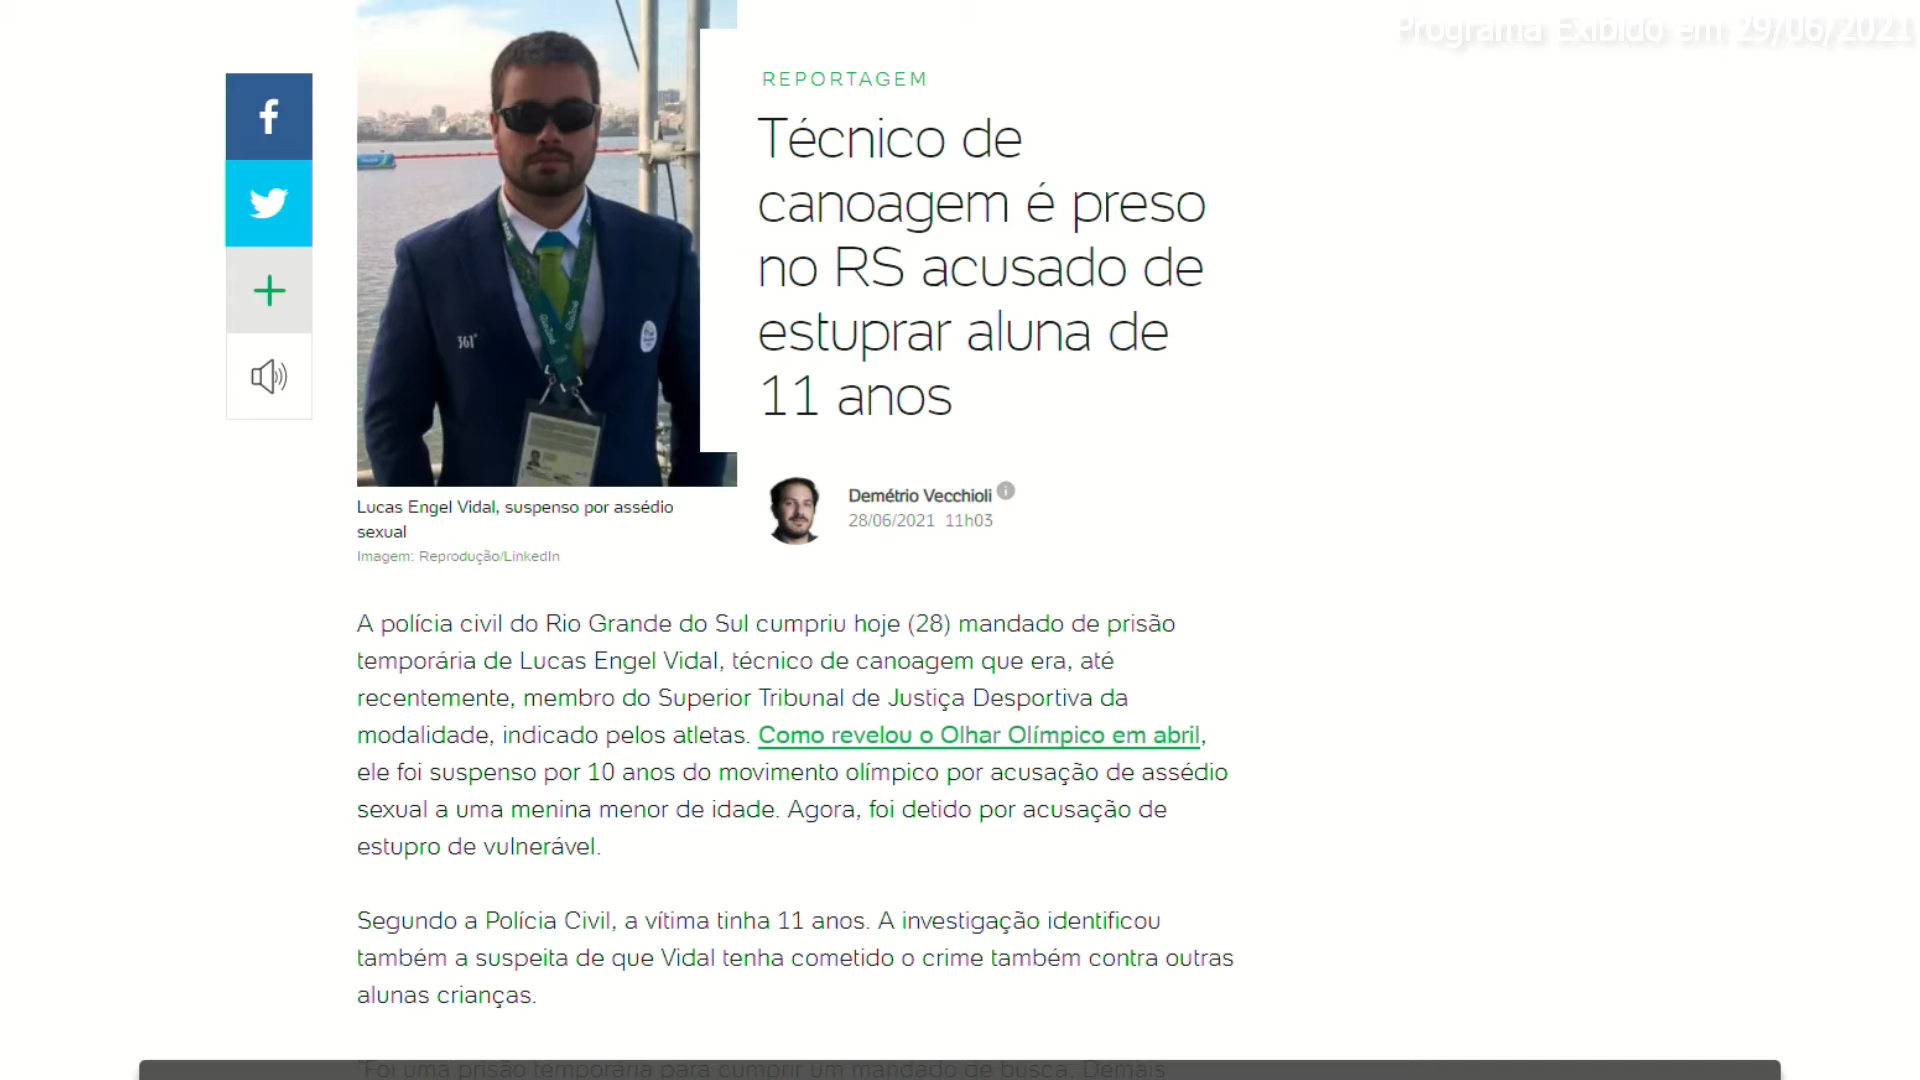 Programa Exibido em 29/06/2021
REPORTAGEM
Técnico de
canoagem é preso
no RS acusado de
estuprar aluna de
11 anos
361°
Lucas Engel Vidal, suspenso por assédio
sexual
Imagem: Reprodução/LinkedIn
Demétrio Vecchioli
28/06/2021 11h03
A polícia civil do Rio Grande do Sul cumpriu hoje (28) mandado de prisão
temporária de Lucas Engel Vidal, técnico de canoagem que era, até
recentemente, membro do Superior Tribunal de Justiça Desportiva da
modalidade, indicado pelos atletas. Como revelou o Olhar Olímpico em abril,
ele foi suspenso por 10 anos do movimento olímpico por acusação de assédio
sexual a uma menina menor de idade. Agora, foi detido por acusação de
estupro de vulnerável.
Segundo a Polícia Civil, a vítima tinha 11 anos. A investigação identificou
também a suspeita de que Vidal tenha cometido o crime também contra outras
alunas crianças.
"Foi uma prisão temporária para cumprir um mandado de busca. Demais